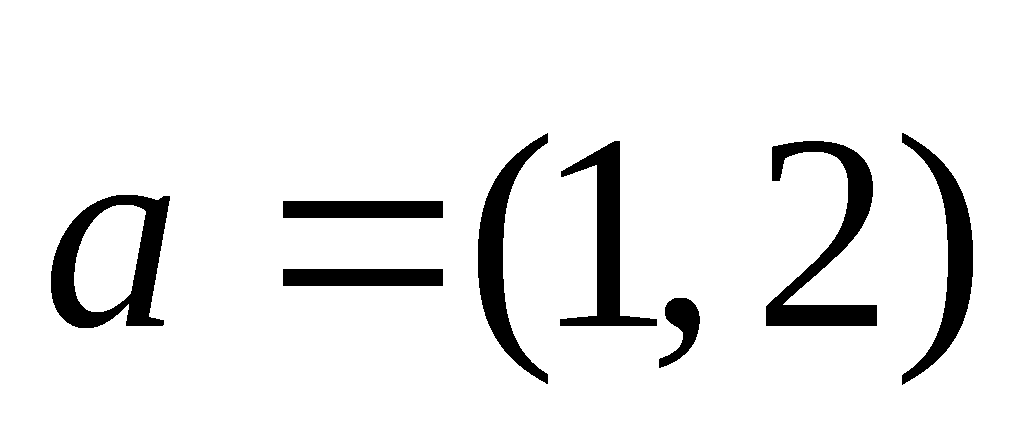 a = (1, 2)